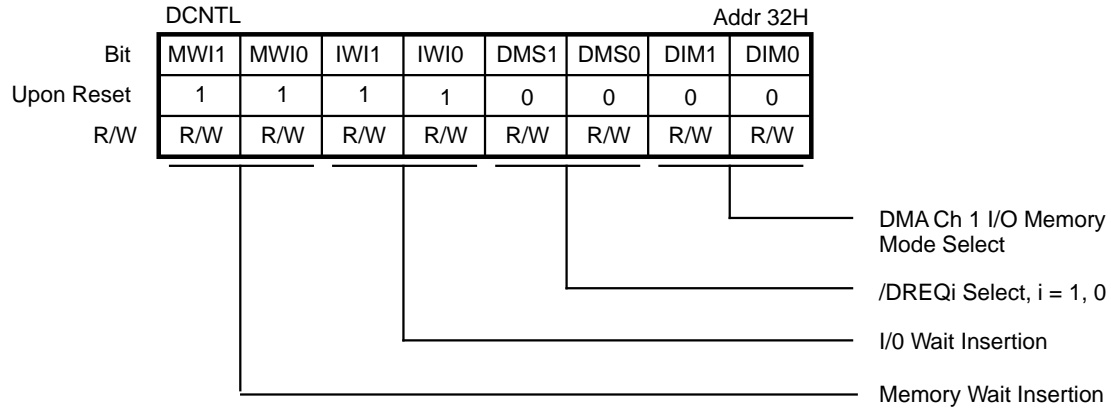 DCNTL Addr 32H
Bit MWI1 MWI0 IWI1 IWI0 DMS1 DMS0 DIM1 DIM0
Upon Reset 1 1 1 1 0 0 0 0
R/W R/W R/W R/W R/W R/W R/W R/W R/W
DMA Ch 1 I/O Memory
Mode Select
/DREQi Select, i = 1, 0
I/0 Wait Insertion
Memory Wait Insertion